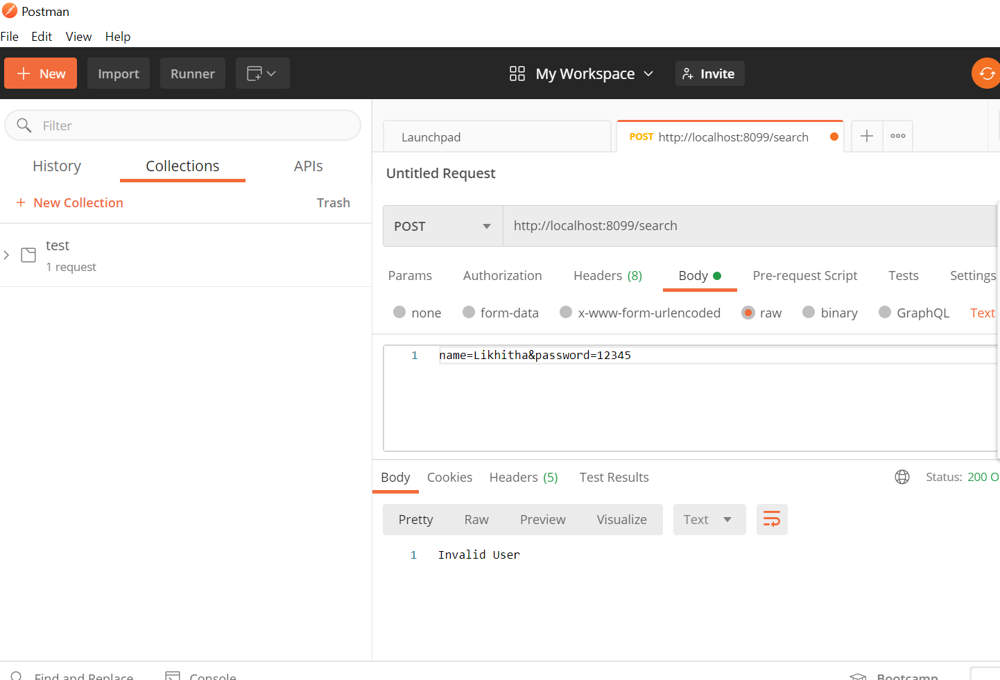 Postman
File Edit View Help
New Import Runner My Workspace Invite
Filter
Launchpad POST http://localhost:8099/search
History Collections APIs
Untitled Request
+ New Collection Trash
POST http://localhost:8099/search
test
1 request
Params Authorization Headers (8) Body Pre-request Script Tests Settings
none form-data x-www-form-urlencoded raw binary GraphQL Text
1 name=Likhitha&password=12345
Body Cookies Headers (5) Test Results Status: 200 O
Pretty Raw Preview Visualize Text
1 Invalid User
Find and Replace Console Bootcamp